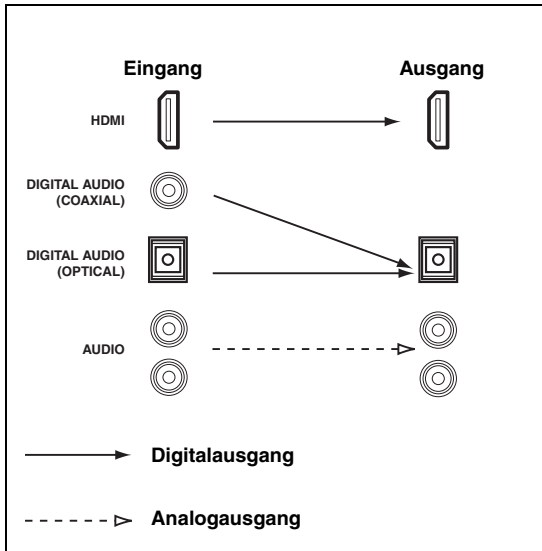 Eingang Ausgang
HDMI
DIGITAL AUDIO
(COAXIAL)
DIGITAL AUDIO
(OPTICAL)
AUDIO
Digitalausgang
Analogausgang